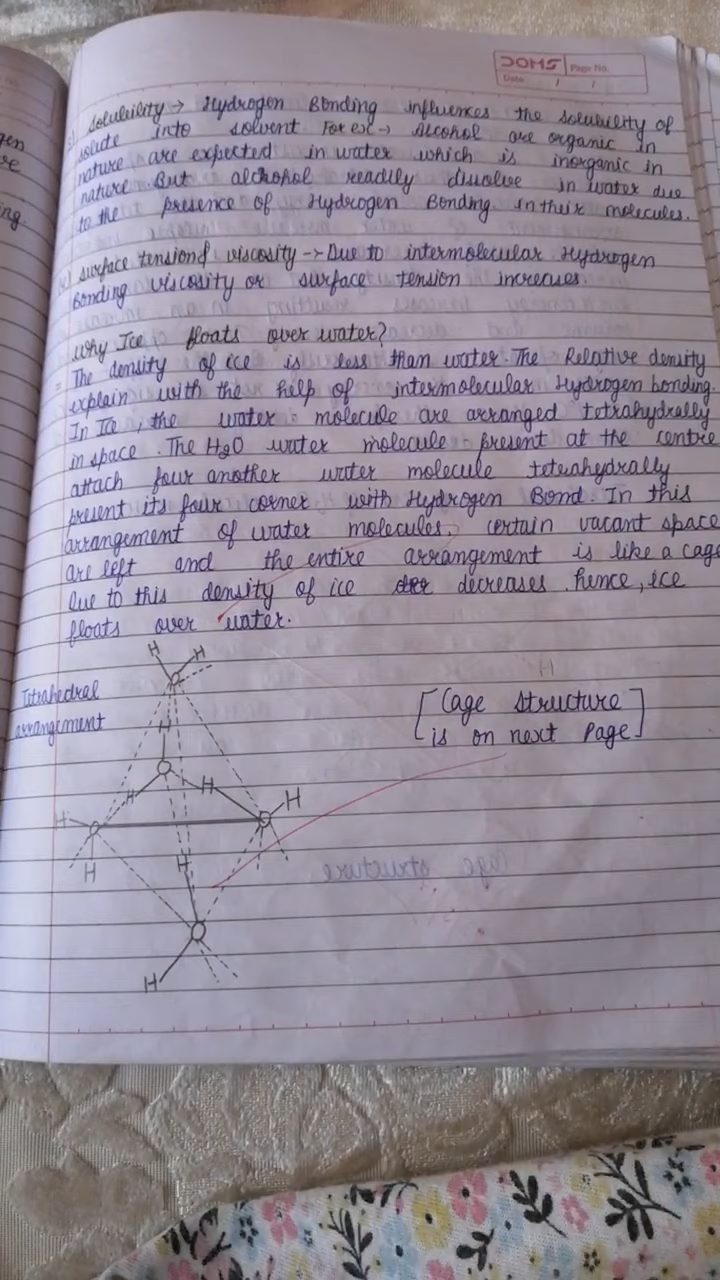 DOMS Page No.
Date / /
gen
ve
ing.
Solubility → Hydrogen Bonding influences the solubility of
solute into solvent For ex → Alcohol are organic in
nature are expected in water which is inorganic in
nature. But alchohol readily dissolve in water due
to the presence of Hydrogen Bonding in their molecules.
Surface tension & viscosity → Due to intermolecular Hydrogen
Bonding viscosity or surface tension increases.
Why Ice floats over water?
= The density of ice is less than water. The Relative density
explain with the help of intermolecular Hydrogen bonding.
In Ice, the water molecule are arranged tetrahydrally
in space. The H2O water molecule present at the centre
attach four another water molecule tetrahydrally
present its four corner with Hydrogen Bond. In this
arrangement of water molecules, certain vacant space
are left and the entire arrangement is like a cage
due to this density of ice decreases. hence, ice
floats over water.
Tetrahedral
arrangement
[Cage Structure
is on next Page]
H H
H
H H
H O O H
H
H
O
H